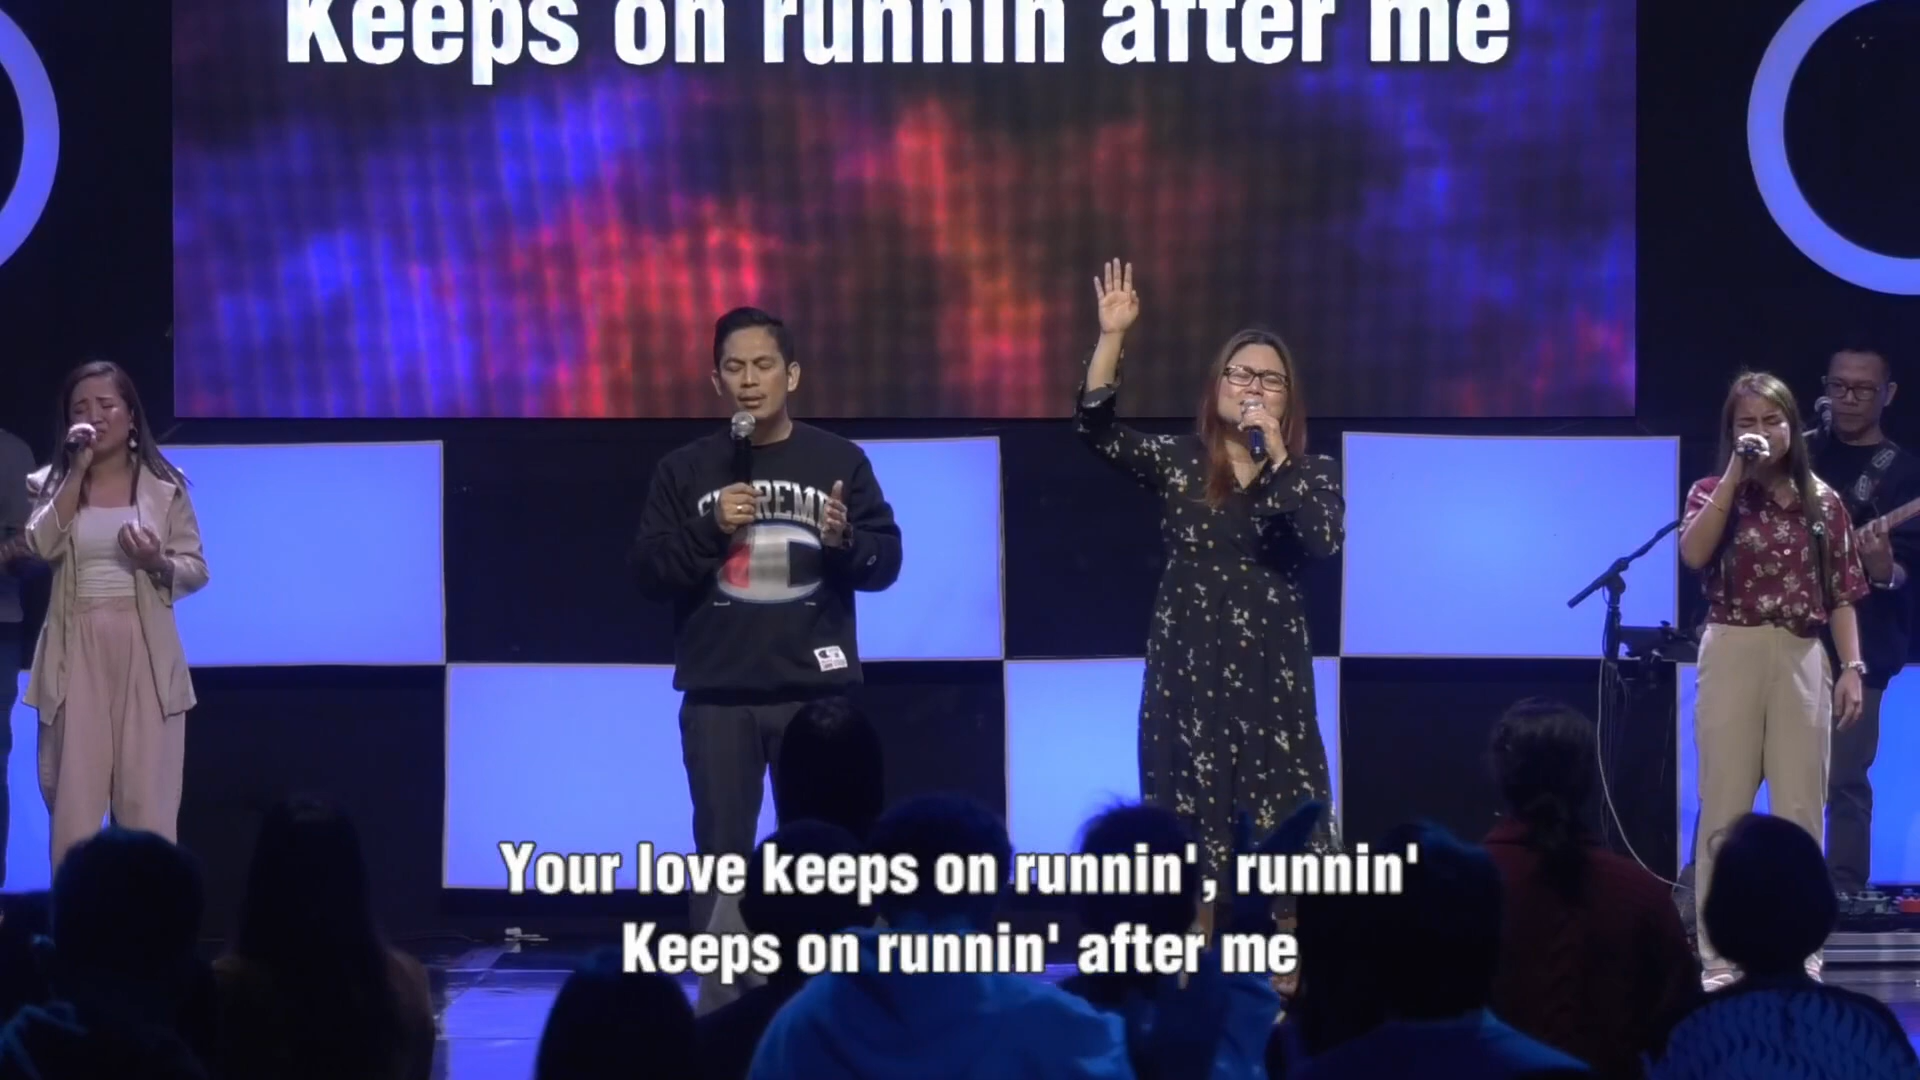 Keeps on runnin after me
Your love keeps on runnin', runnin'
Keeps on runnin' after me